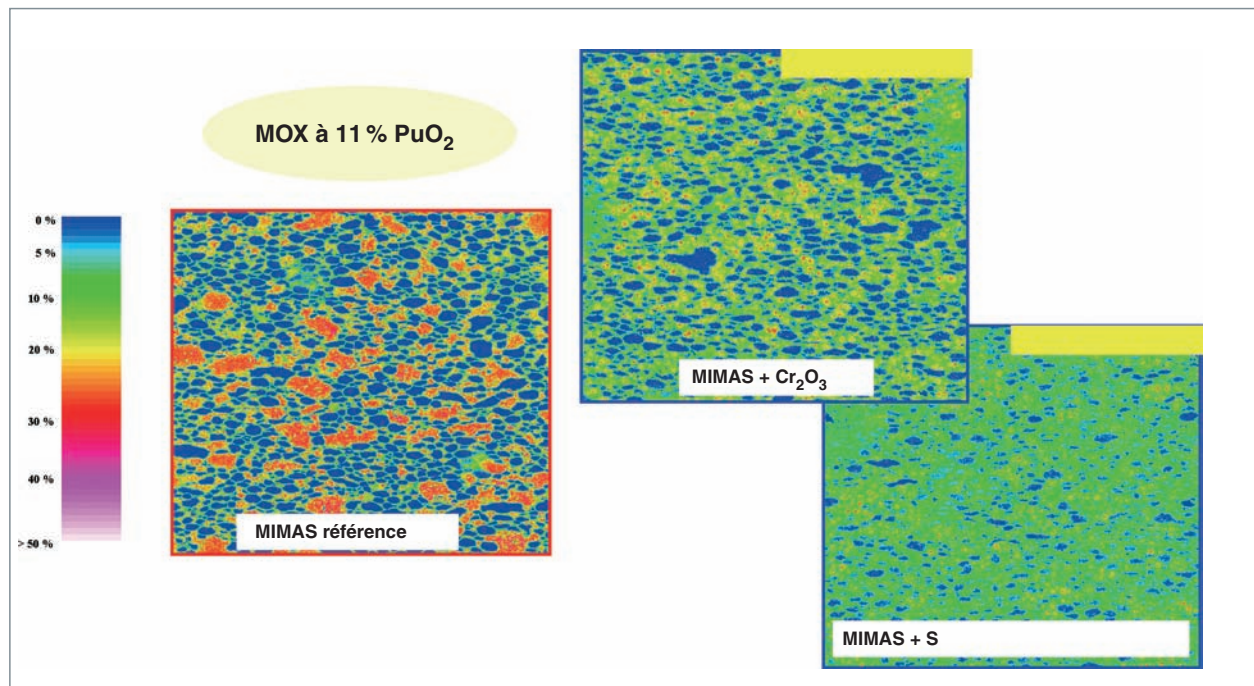 MOX à 11 % PuO₂
0 %
5 %
10 %
20 %
30 %
40 %
> 50 %
MIMAS référence
MIMAS + Cr₂O₃
MIMAS + S